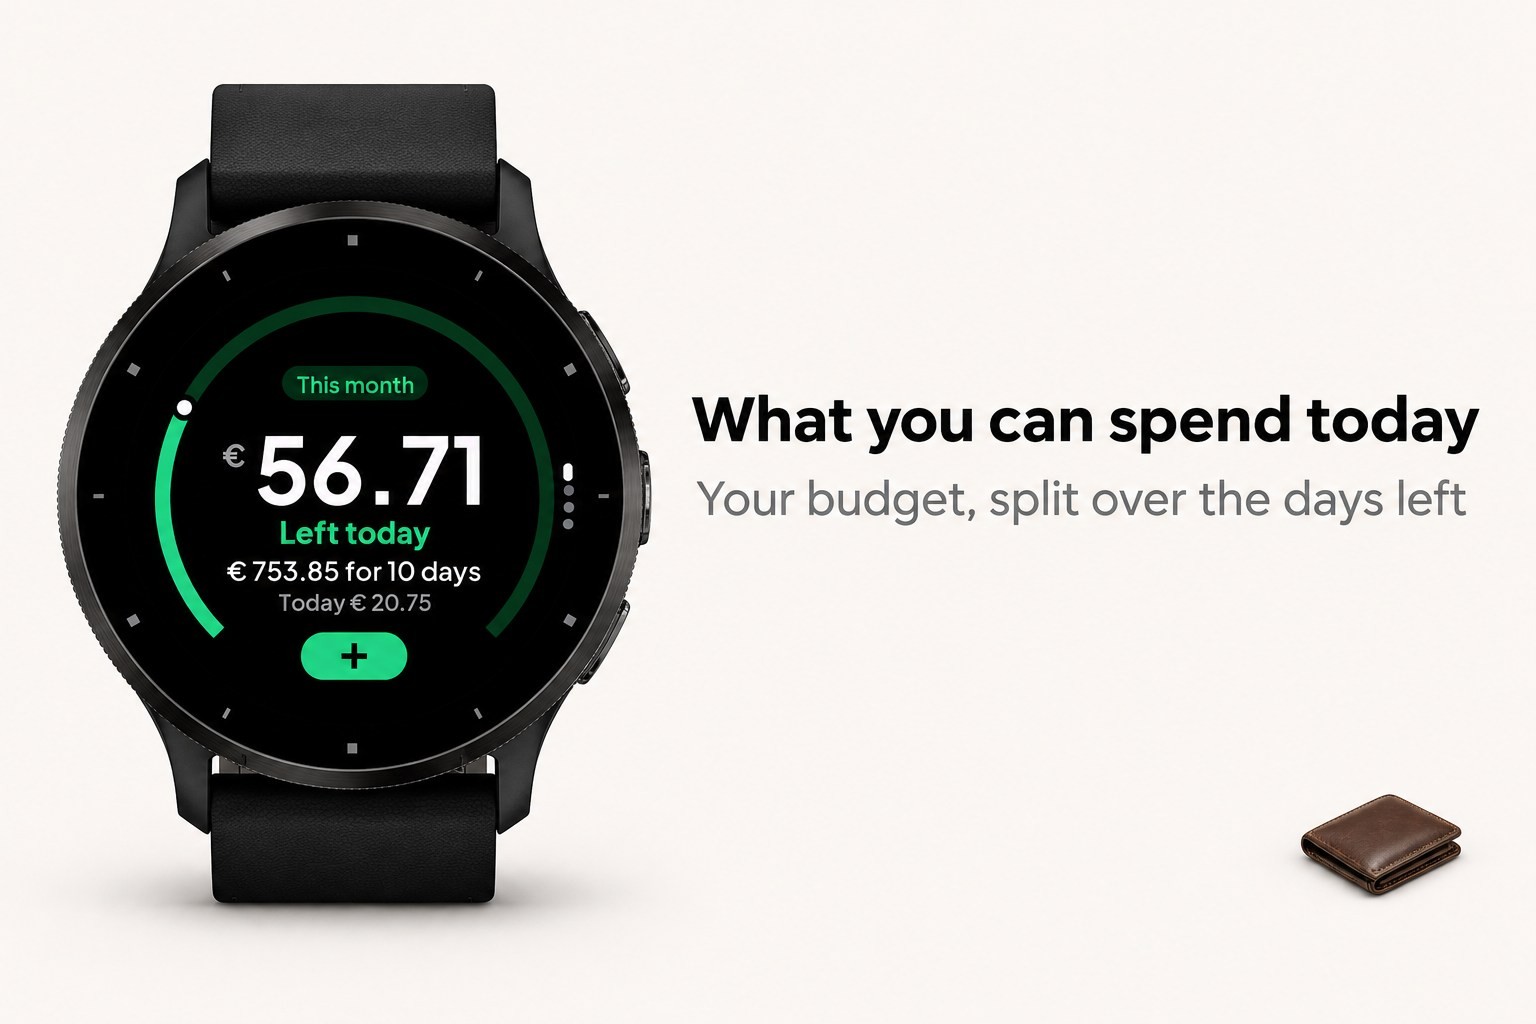 This month
€ 56.71
Left today
€ 753.85 for 10 days
Today € 20.75
+
What you can spend today
Your budget, split over the days left